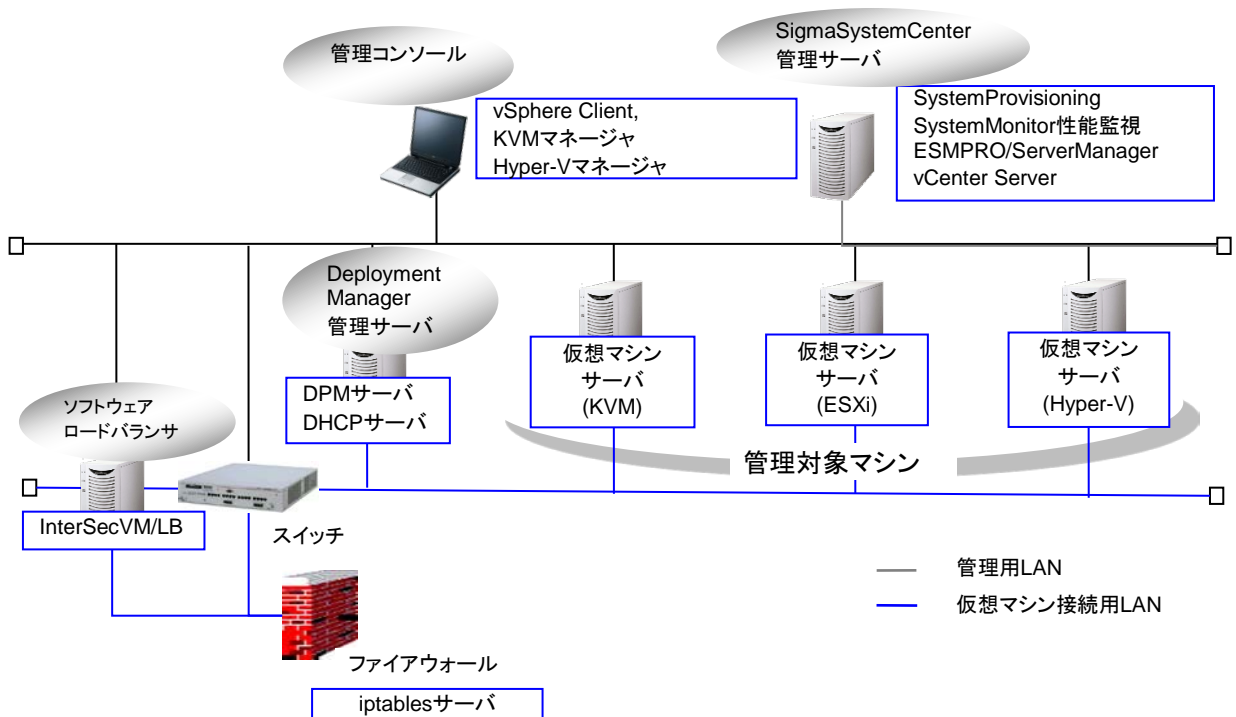 管理コンソール
SigmaSystemCenter
管理サーバ
vSphere Client,
KVMマネージャ
Hyper-Vマネージャ
SystemProvisioning
SystemMonitor性能監視
ESMPRO/ServerManager
vCenter Server
Deployment
Manager
管理サーバ
DPMサーバ
DHCPサーバ
仮想マシン
サーバ
(KVM)
仮想マシン
サーバ
(ESXi)
仮想マシン
サーバ
(Hyper-V)
管理対象マシン
ソフトウェア
ロードバランサ
InterSecVM/LB
スイッチ
管理用LAN
仮想マシン接続用LAN
ファイアウォール
iptablesサーバ